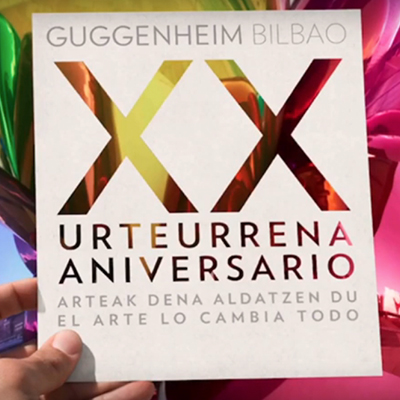 GUGGENHEIM BILBAO
XX
URTEURRENA
ANIVERSARIO
ARTEAK DENA ALDATZEN DU
EL ARTE LO CAMBIA TODO